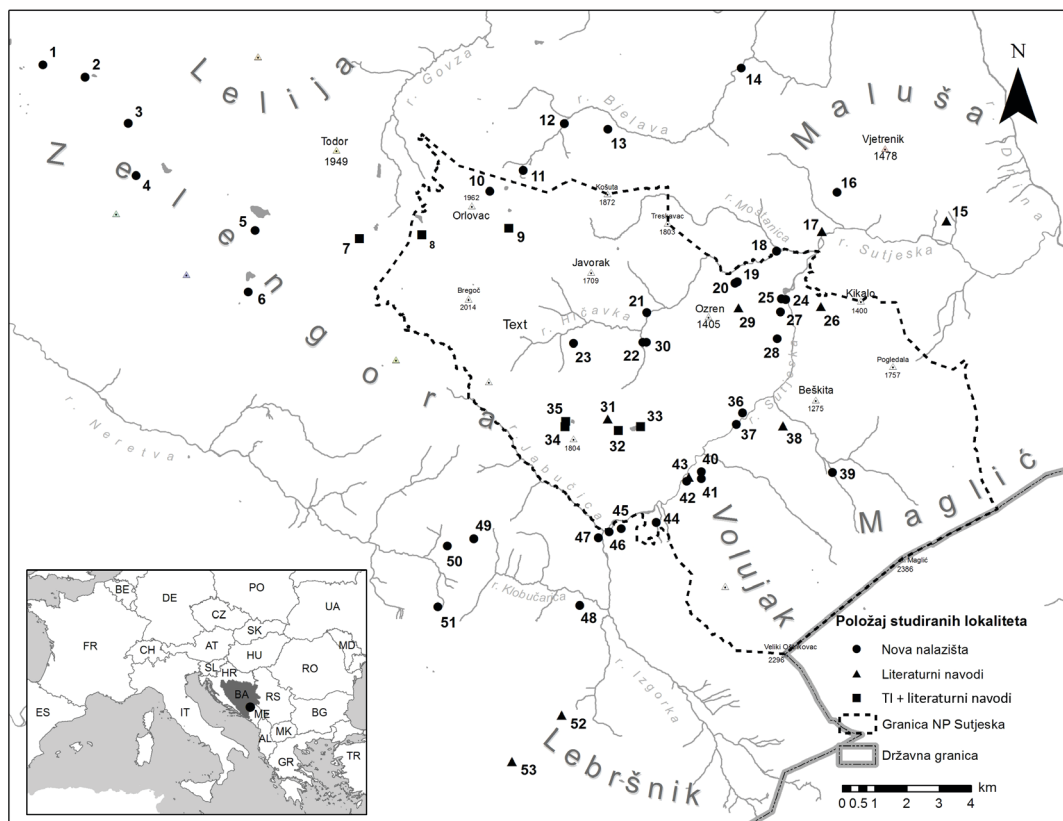 1
2
3
4
5
6
7
8
9
10
11
12
13
14
15
16
17
18
19
20
21
22
23
24
25
26
27
28
29
30
31
32
33
34
35
36
37
38
39
40
41
42
43
44
45
46
47
48
49
50
51
52
53
N
Lelija
Zelengora
Maluša
Maglić
Volujak
Lebršnik
r. Govza
r. Bjelava
r. Drina
r. Moštanica
r. Sutjeska
r. Hrčavka
r. Sutjeska
r. Neretva
r. Jabučica
r. Klobučarica
r. Izgorka
Todor
1949
1962
Orlovac
Košuta
1872
Treskavac
1803
Vjetrenik
1478
Javorak
1709
Bregoč
2014
Text
Ozren
1405
Kikalo
1400
Pogledala
1757
Beškita
1275
1804
Maglić
2386
2296
Položaj studiranih lokaliteta
Nova nalazišta
Literaturni navodi
TI + literaturni navodi
Granica NP Sutjeska
Državna granica
km
0 0.5 1 2 3 4
BE
DE
PO
UA
CZ
SK
FR
CH
AT
HU
MD
SL
HR
RO
BA
RS
IT
ME
BG
ES
AL
MK
GR
TR